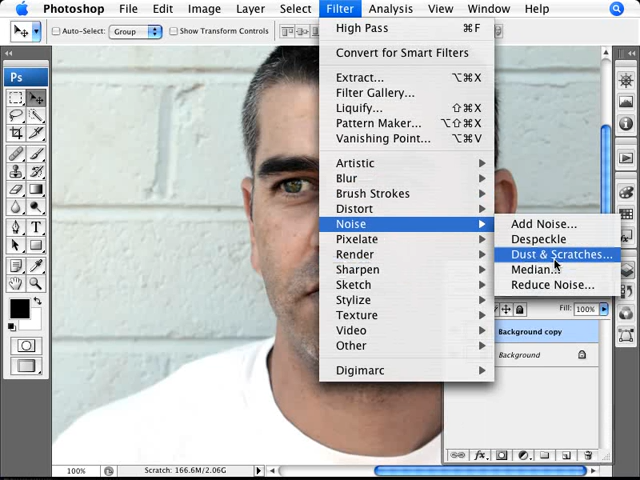 Photoshop File Edit Image Layer Select Filter Analysis View Window Help
Auto-Select: Group Show Transform Controls
High Pass ⌘F
Convert for Smart Filters
Extract... ⌥⌘X
Filter Gallery...
Liquify... ⇧⌘X
Pattern Maker... ⌥⇧⌘X
Vanishing Point... ⌥⌘V
Artistic
Blur
Brush Strokes
Distort
Noise
Pixelate
Render
Sharpen
Sketch
Stylize
Texture
Video
Other
Digimarc
Add Noise...
Despeckle
Dust & Scratches...
Median...
Reduce Noise...
Ps
Fill: 100%
Background copy
Background
100% Scratch: 166.6M/2.06G